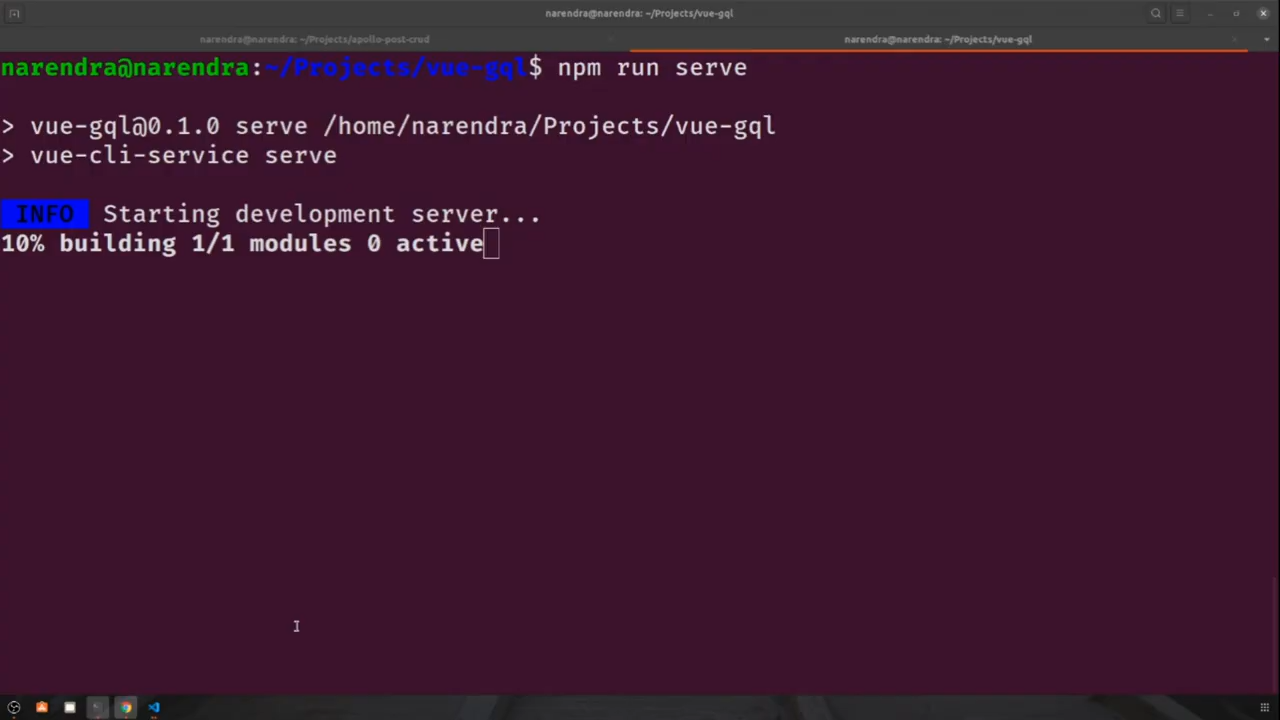 narendra@narendra: ~/Projects/vue-gql
narendra@narendra: ~/Projects/apollo-post-crud
narendra@narendra: ~/Projects/vue-gql
narendra@narendra:~/Projects/vue-gql$ npm run serve
> vue-gql@0.1.0 serve /home/narendra/Projects/vue-gql
> vue-cli-service serve
INFO Starting development server...
10% building 1/1 modules 0 active